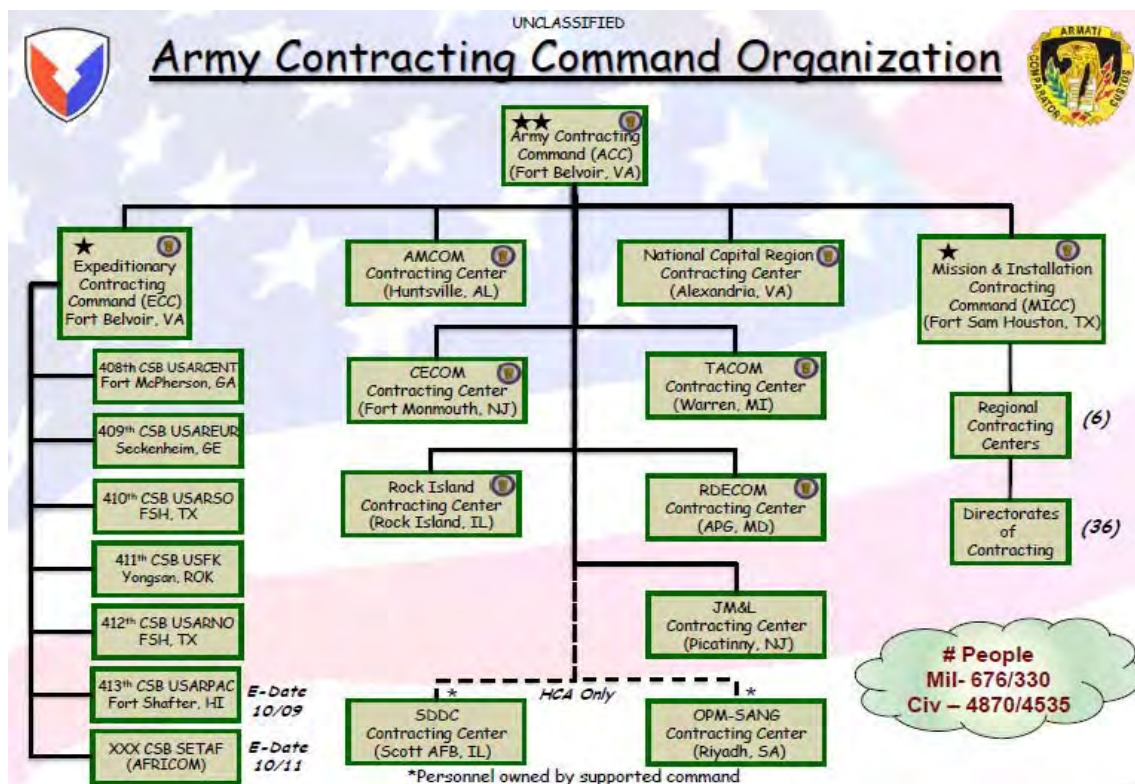 UNCLASSIFIED
Army Contracting Command Organization
ARMATI
COMPARATOR
CUSTOS
Army Contracting
Command (ACC)
(Fort Belvoir, VA)
Expeditionary
Contracting
Command (ECC)
Fort Belvoir, VA
AMCOM
Contracting Center
(Huntsville, AL)
National Capital Region
Contracting Center
(Alexandria, VA)
Mission & Installation
Contracting
Command (MICC)
(Fort Sam Houston, TX)
408th CSB USARCENT
Fort McPherson, GA
409th CSB USAREUR
Seckenheim, GE
410th CSB USARSO
FSH, TX
411th CSB USFK
Yongsan, ROK
412th CSB USARNO
FSH, TX
413th CSB USARPAC
Fort Shafter, HI
E-Date
10/09
XXX CSB SETAF
(AFRICOM)
E-Date
10/11
CECOM
Contracting Center
(Fort Monmouth, NJ)
TACOM
Contracting Center
(Warren, MI)
Rock Island
Contracting Center
(Rock Island, IL)
RDECOM
Contracting Center
(APG, MD)
JM&L
Contracting Center
(Picatinny, NJ)
HCA Only
*
SDDC
Contracting Center
(Scott AFB, IL)
*
OPM-SANG
Contracting Center
(Riyadh, SA)
*Personnel owned by supported command
Regional
Contracting
Centers
(6)
Directorates
of
Contracting
(36)
# People
Mil- 676/330
Civ – 4870/4535